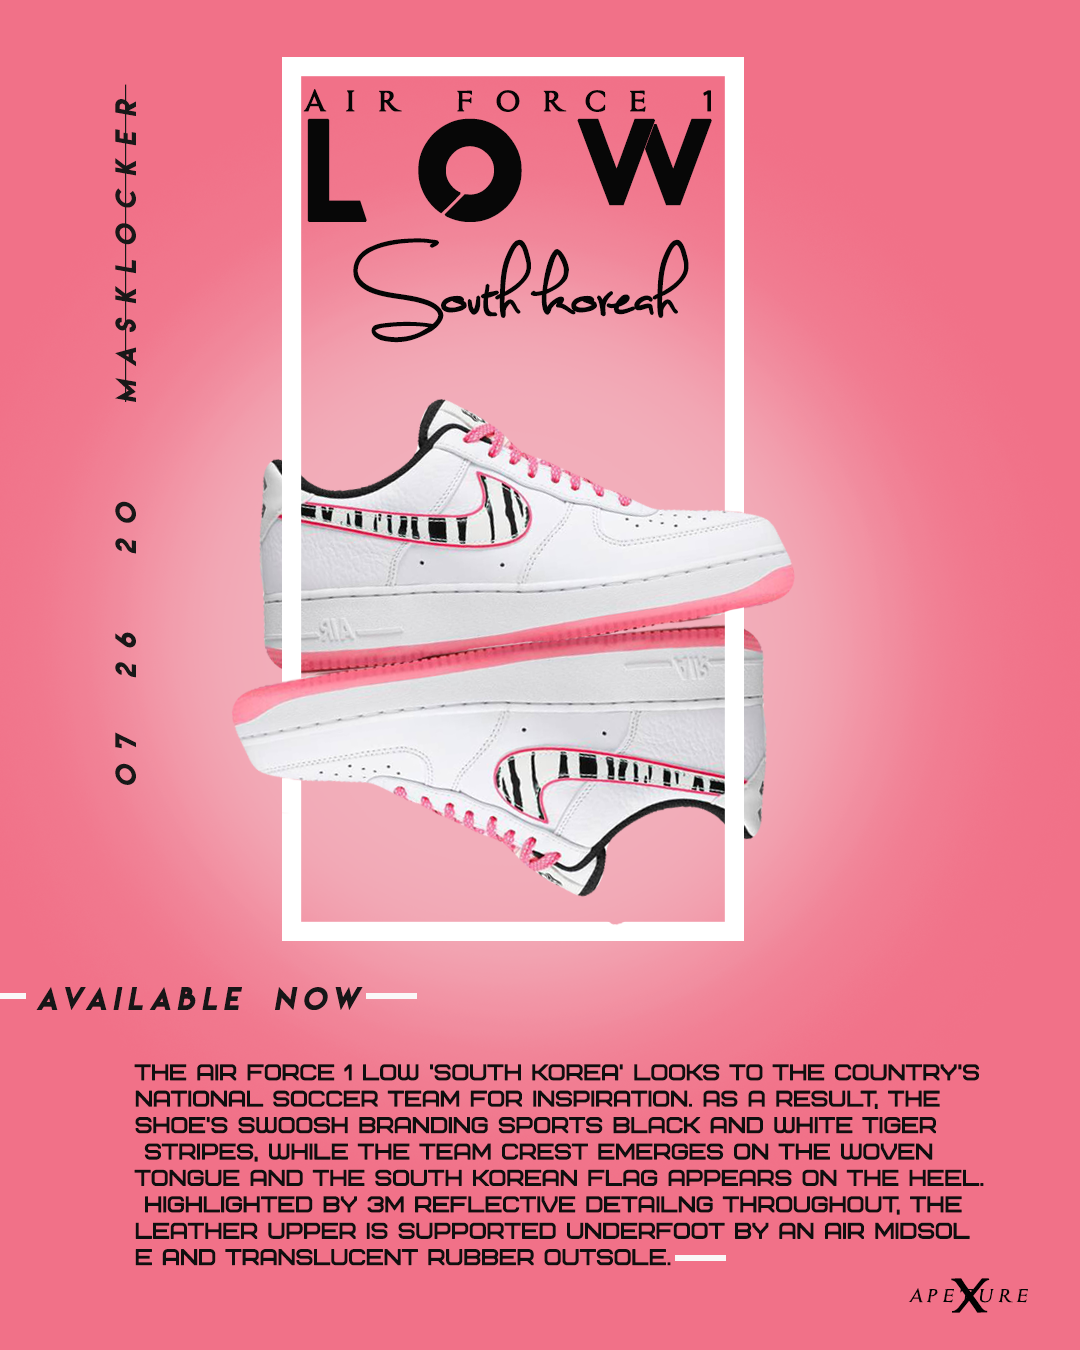 AIR FORCE 1
LOW
South korean
MASKLOCKER
07 26 20
AIR
AIR
AVAILABLE NOW
THE AIR FORCE 1 LOW 'SOUTH KOREA' LOOKS TO THE COUNTRY'S
NATIONAL SOCCER TEAM FOR INSPIRATION. AS A RESULT, THE
SHOE'S SWOOSH BRANDING SPORTS BLACK AND WHITE TIGER
STRIPES, WHILE THE TEAM CREST EMERGES ON THE WOVEN
TONGUE AND THE SOUTH KOREAN FLAG APPEARS ON THE HEEL.
HIGHLIGHTED BY 3M REFLECTIVE DETAILNG THROUGHOUT, THE
LEATHER UPPER IS SUPPORTED UNDERFOOT BY AN AIR MIDSOL
E AND TRANSLUCENT RUBBER OUTSOLE.
APEXURE